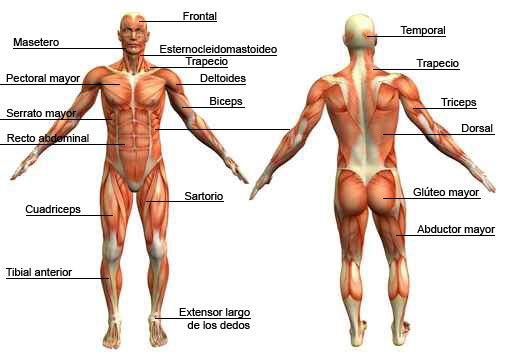 Frontal
Masetero
Esternocleidomastoideo
Trapecio
Pectoral mayor
Deltoides
Biceps
Serrato mayor
Recto abdominal
Sartorio
Cuadriceps
Tibial anterior
Extensor largo
de los dedos
Temporal
Trapecio
Triceps
Dorsal
Glúteo mayor
Abductor mayor